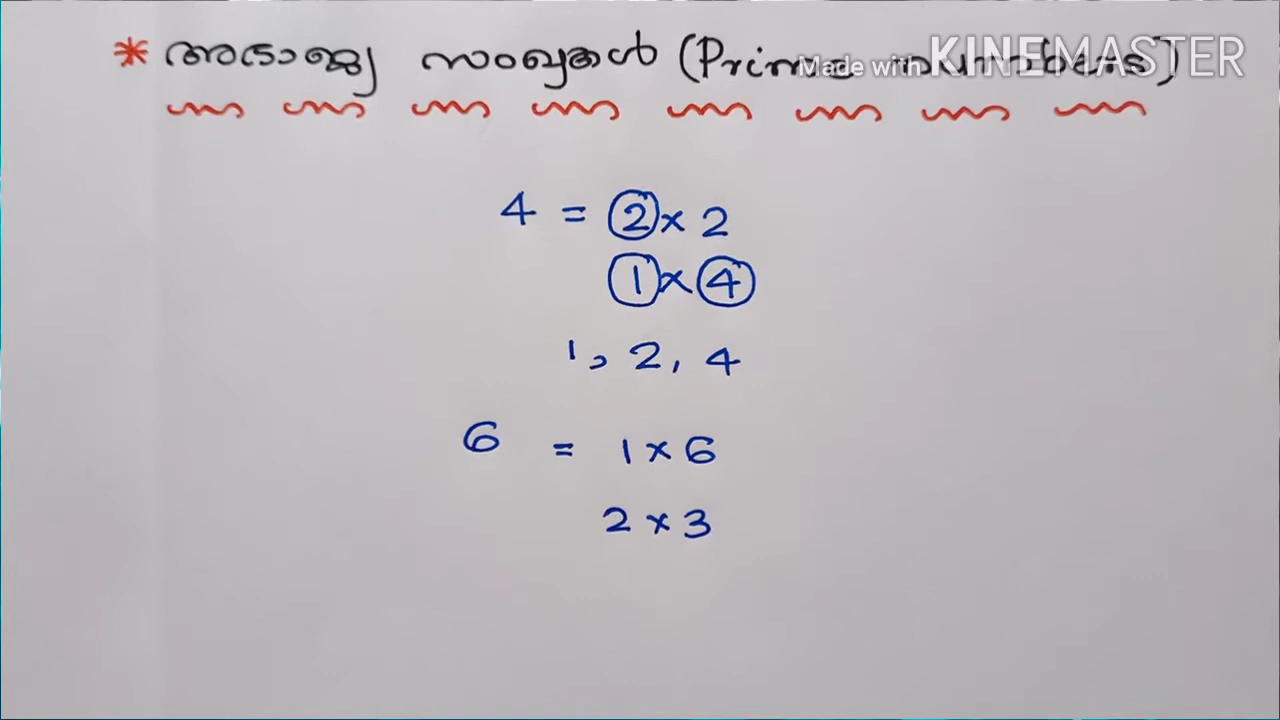 * അഭാജ്യ സംഖ്യകൾ (Prime numbers)
Made with KINEMASTER
4 = 2 × 2
1 × 4
1, 2, 4
6 = 1 × 6
2 × 3